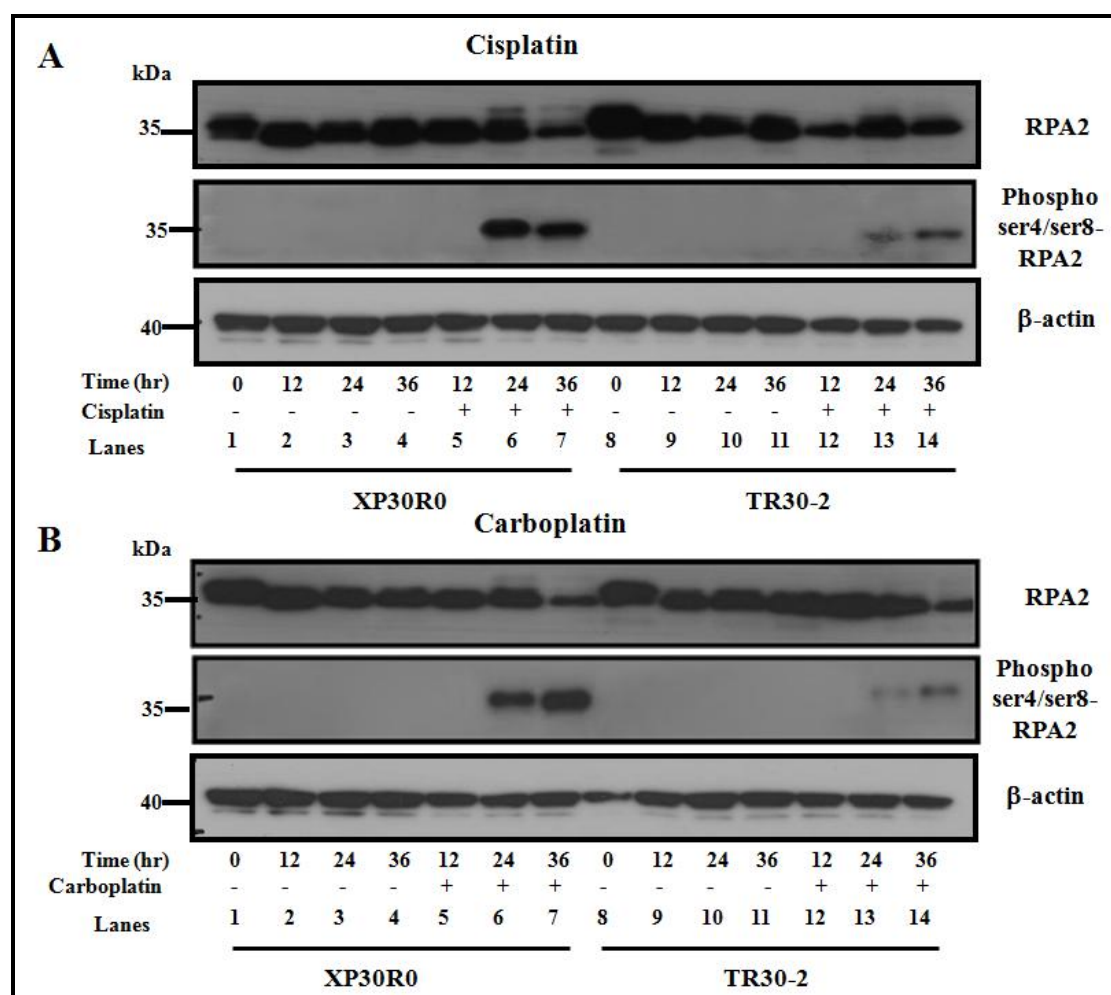 A
Cisplatin
kDa
35
RPA2
35
Phospho
ser4/ser8-
RPA2
40
β-actin
Time (hr) 0 12 24 36 12 24 36 0 12 24 36 12 24 36
Cisplatin - - - - + + + - - - - + + +
Lanes 1 2 3 4 5 6 7 8 9 10 11 12 13 14
XP30R0 TR30-2
B
Carboplatin
kDa
35
RPA2
35
Phospho
ser4/ser8-
RPA2
40
β-actin
Time (hr) 0 12 24 36 12 24 36 0 12 24 36 12 24 36
Carboplatin - - - - + + + - - - - + + +
Lanes 1 2 3 4 5 6 7 8 9 10 11 12 13 14
XP30R0 TR30-2